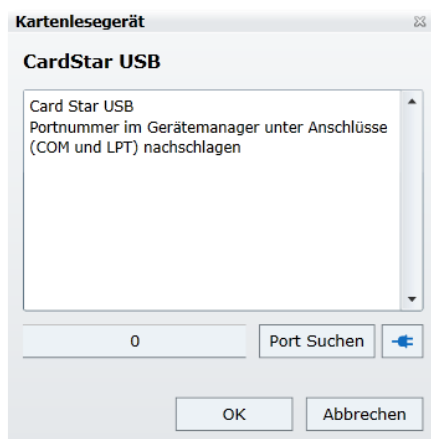 Kartenlesegerät
CardStar USB
Card Star USB
Portnummer im Gerätemanager unter Anschlüsse
(COM und LPT) nachschlagen
0
Port Suchen
OK
Abbrechen